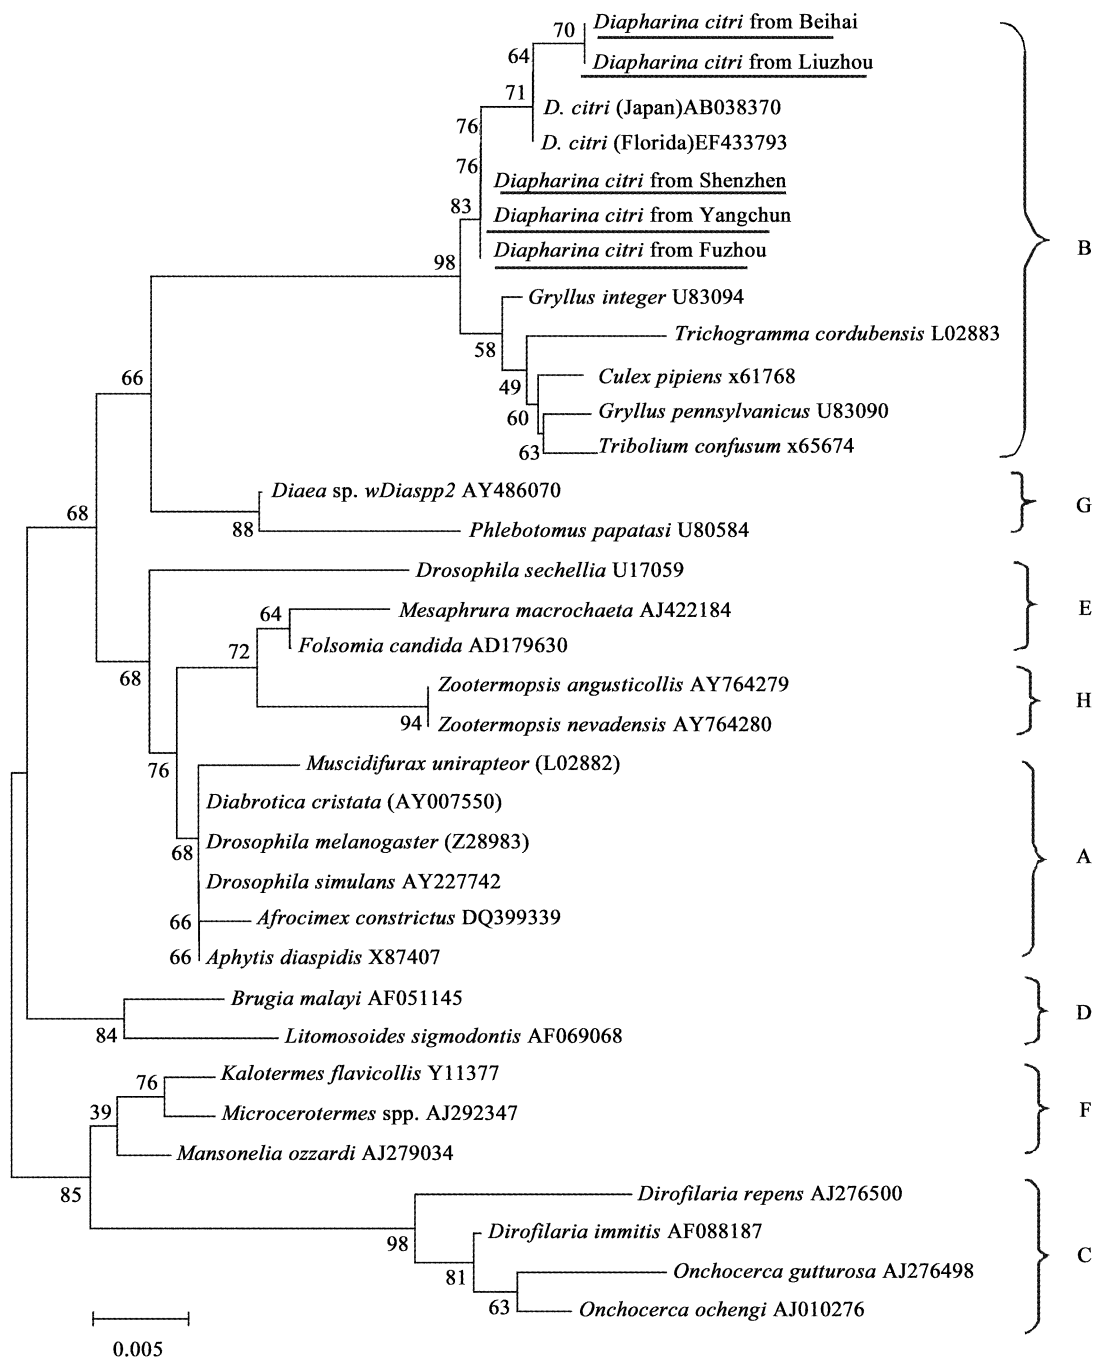 70
Diapharina citri from Beihai
64
Diapharina citri from Liuzhou
71
D. citri (Japan)AB038370
76
D. citri (Florida)EF433793
76
Diapharina citri from Shenzhen
83
Diapharina citri from Yangchun
B
98
Diapharina citri from Fuzhou
Gryllus integer U83094
58
Trichogramma cordubensis L02883
66
49
Culex pipiens x61768
60
Gryllus pennsylvanicus U83090
63
Tribolium confusum x65674
68
Diaea sp. wDiaspp2 AY486070
G
88
Phlebotomus papatasi U80584
Drosophila sechellia U17059
E
64
Mesaphrura macrochaeta AJ422184
72
Folsomia candida AD179630
68
Zootermopsis angusticollis AY764279
H
94
Zootermopsis nevadensis AY764280
76
Muscidifurax unirapteor (L02882)
Diabrotica cristata (AY007550)
Drosophila melanogaster (Z28983)
68
A
Drosophila simulans AY227742
66
Afrocimex constrictus DQ399339
66
Aphytis diaspidis X87407
Brugia malayi AF051145
D
84
Litomosoides sigmodontis AF069068
76
Kalotermes flavicollis Y11377
39
Microcerotermes spp. AJ292347
F
Mansonelia ozzardi AJ279034
85
Dirofilaria repens AJ276500
98
Dirofilaria immitis AF088187
C
81
Onchocerca gutturosa AJ276498
63
Onchocerca ochengi AJ010276
0.005